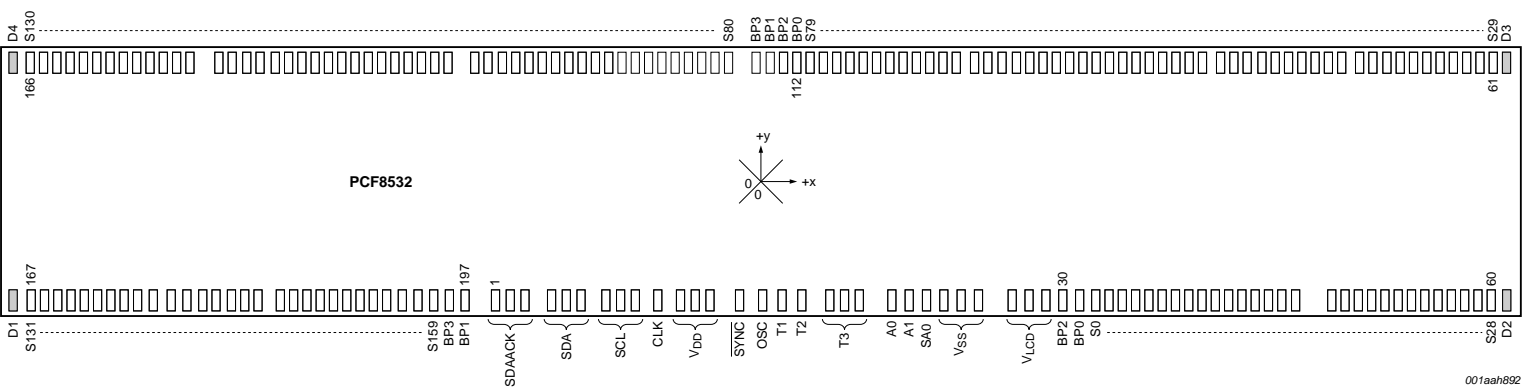 D4
S130
S80
BP3
BP1
BP2
BP0
S79
S29
D3
166
112
61
+y
PCF8532
0
0
+x
167
197
1
30
60
D1
S131
S159
BP3
BP1
SDAACK
SDA
SCL
CLK
VDD
SYNC
OSC
T1
T2
T3
A0
A1
SA0
VSS
VLCD
BP2
BP0
S0
S28
D2
001aah892